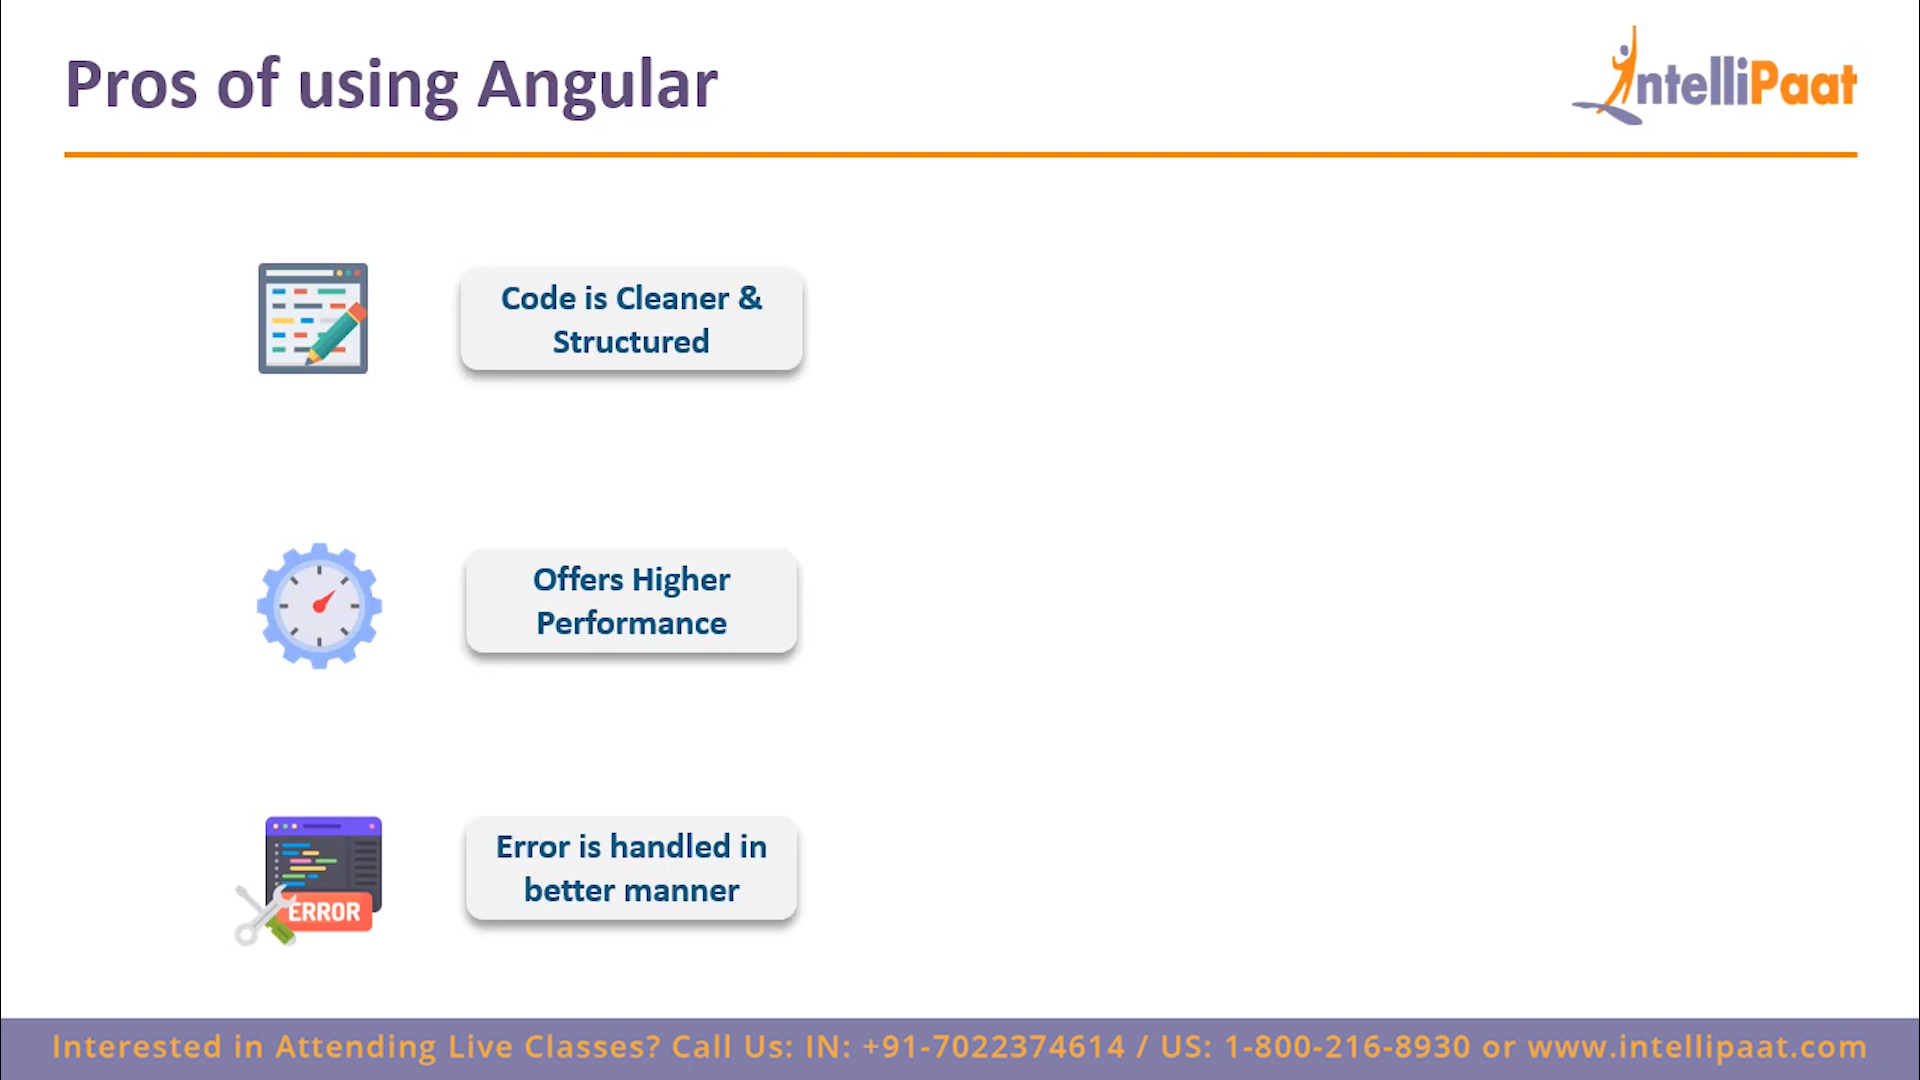 Pros of using Angular
IntelliPaat
Code is Cleaner &
Structured
Offers Higher
Performance
Error is handled in
better manner
ERROR
Interested in Attending Live Classes? Call Us: IN: +91-7022374614 / US: 1-800-216-8930 or www.intellipaat.com